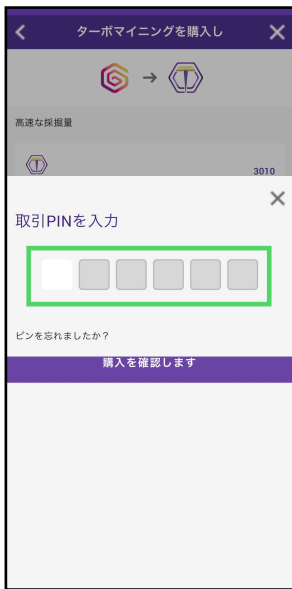 ターボマイニングを購入し
高速な採掘量
3010
取引PINを入力
ピンを忘れましたか？
購入を確認します